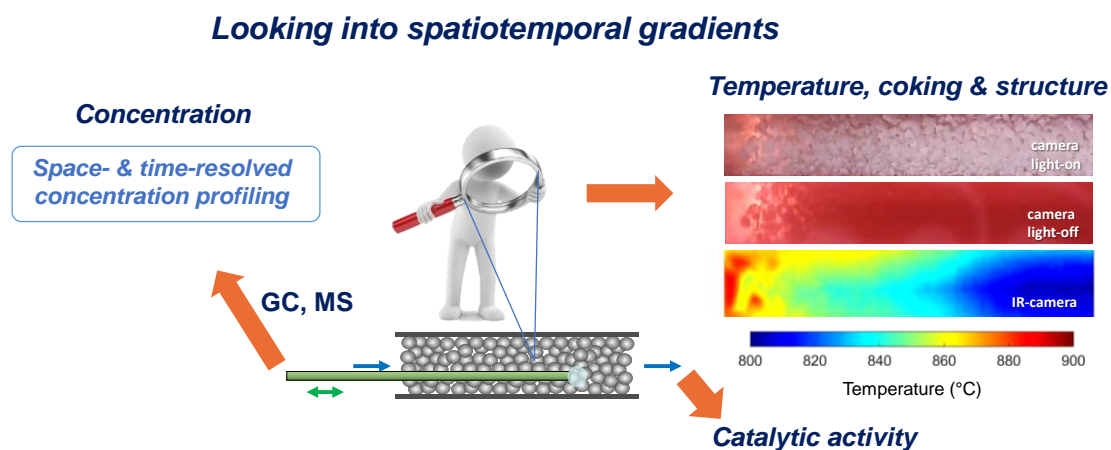 Looking into spatiotemporal gradients
Concentration
Space- & time-resolved
concentration profiling
GC, MS
Temperature, coking & structure
camera
light-on
camera
light-off
IR-camera
800 820 840 860 880 900
Temperature (°C)
Catalytic activity